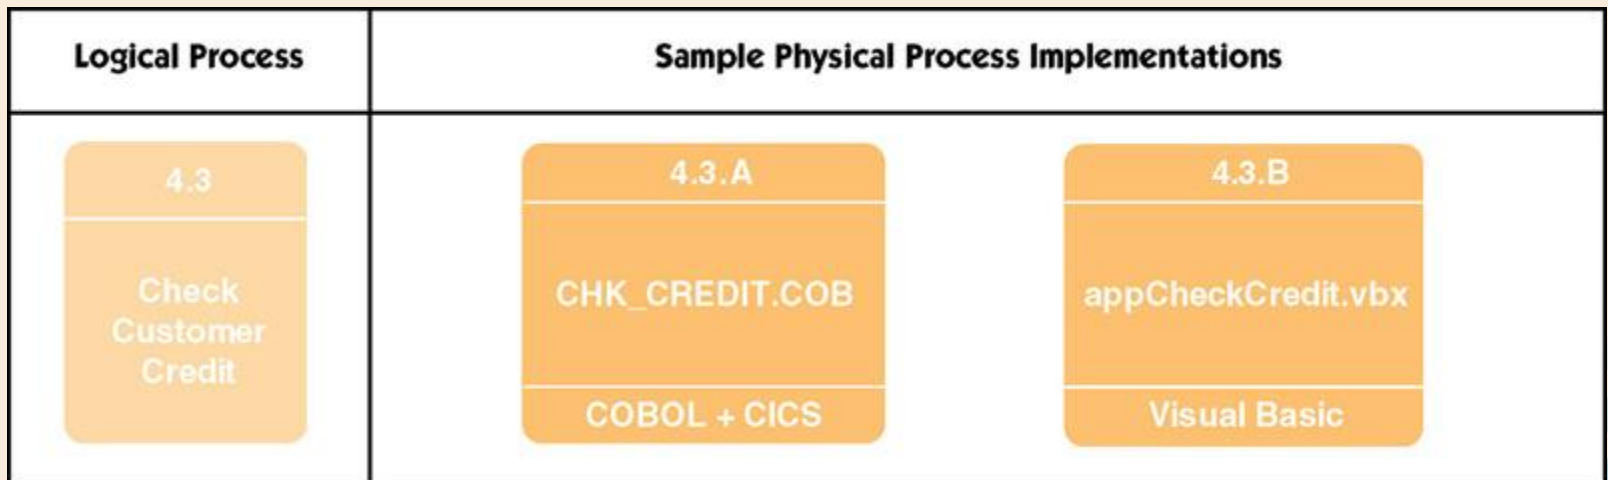 Logical Process
Sample Physical Process Implementations
4.3
Check
Customer
Credit
4.3.A
CHK_CREDIT.COB
COBOL + CICS
4.3.B
appCheckCredit.vbx
Visual Basic